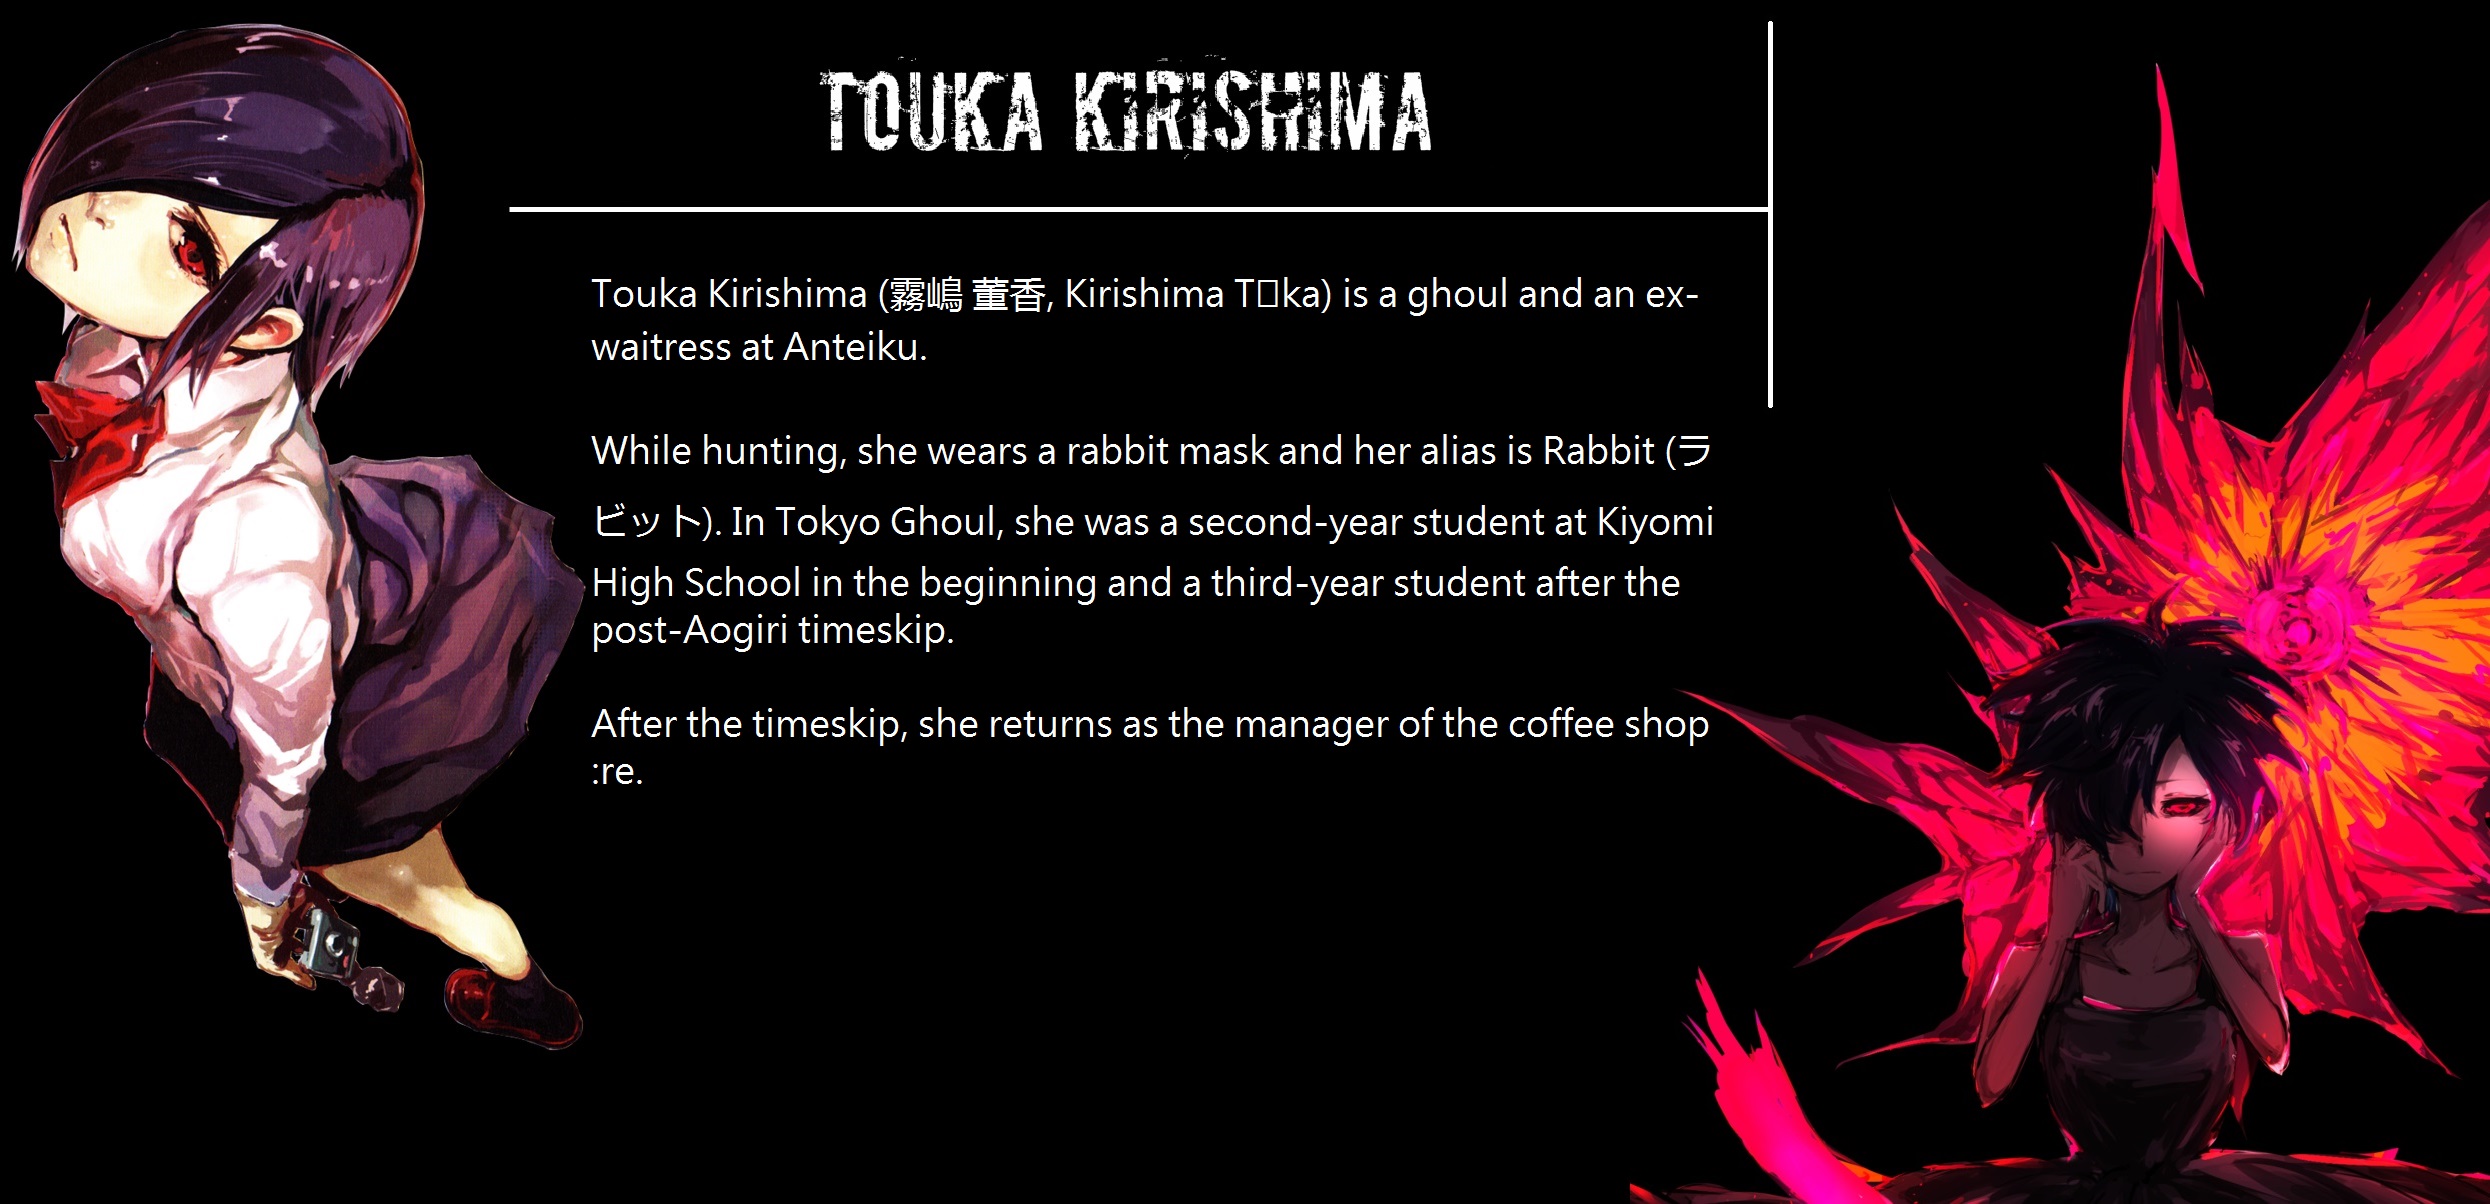 TOUKA KIRISHIMA
Touka Kirishima (霧嶋 董香, Kirishima T□ka) is a ghoul and an ex-
waitress at Anteiku.
While hunting, she wears a rabbit mask and her alias is Rabbit (ラ
ビット). In Tokyo Ghoul, she was a second-year student at Kiyomi
High School in the beginning and a third-year student after the
post-Aogiri timeskip.
After the timeskip, she returns as the manager of the coffee shop
:re.